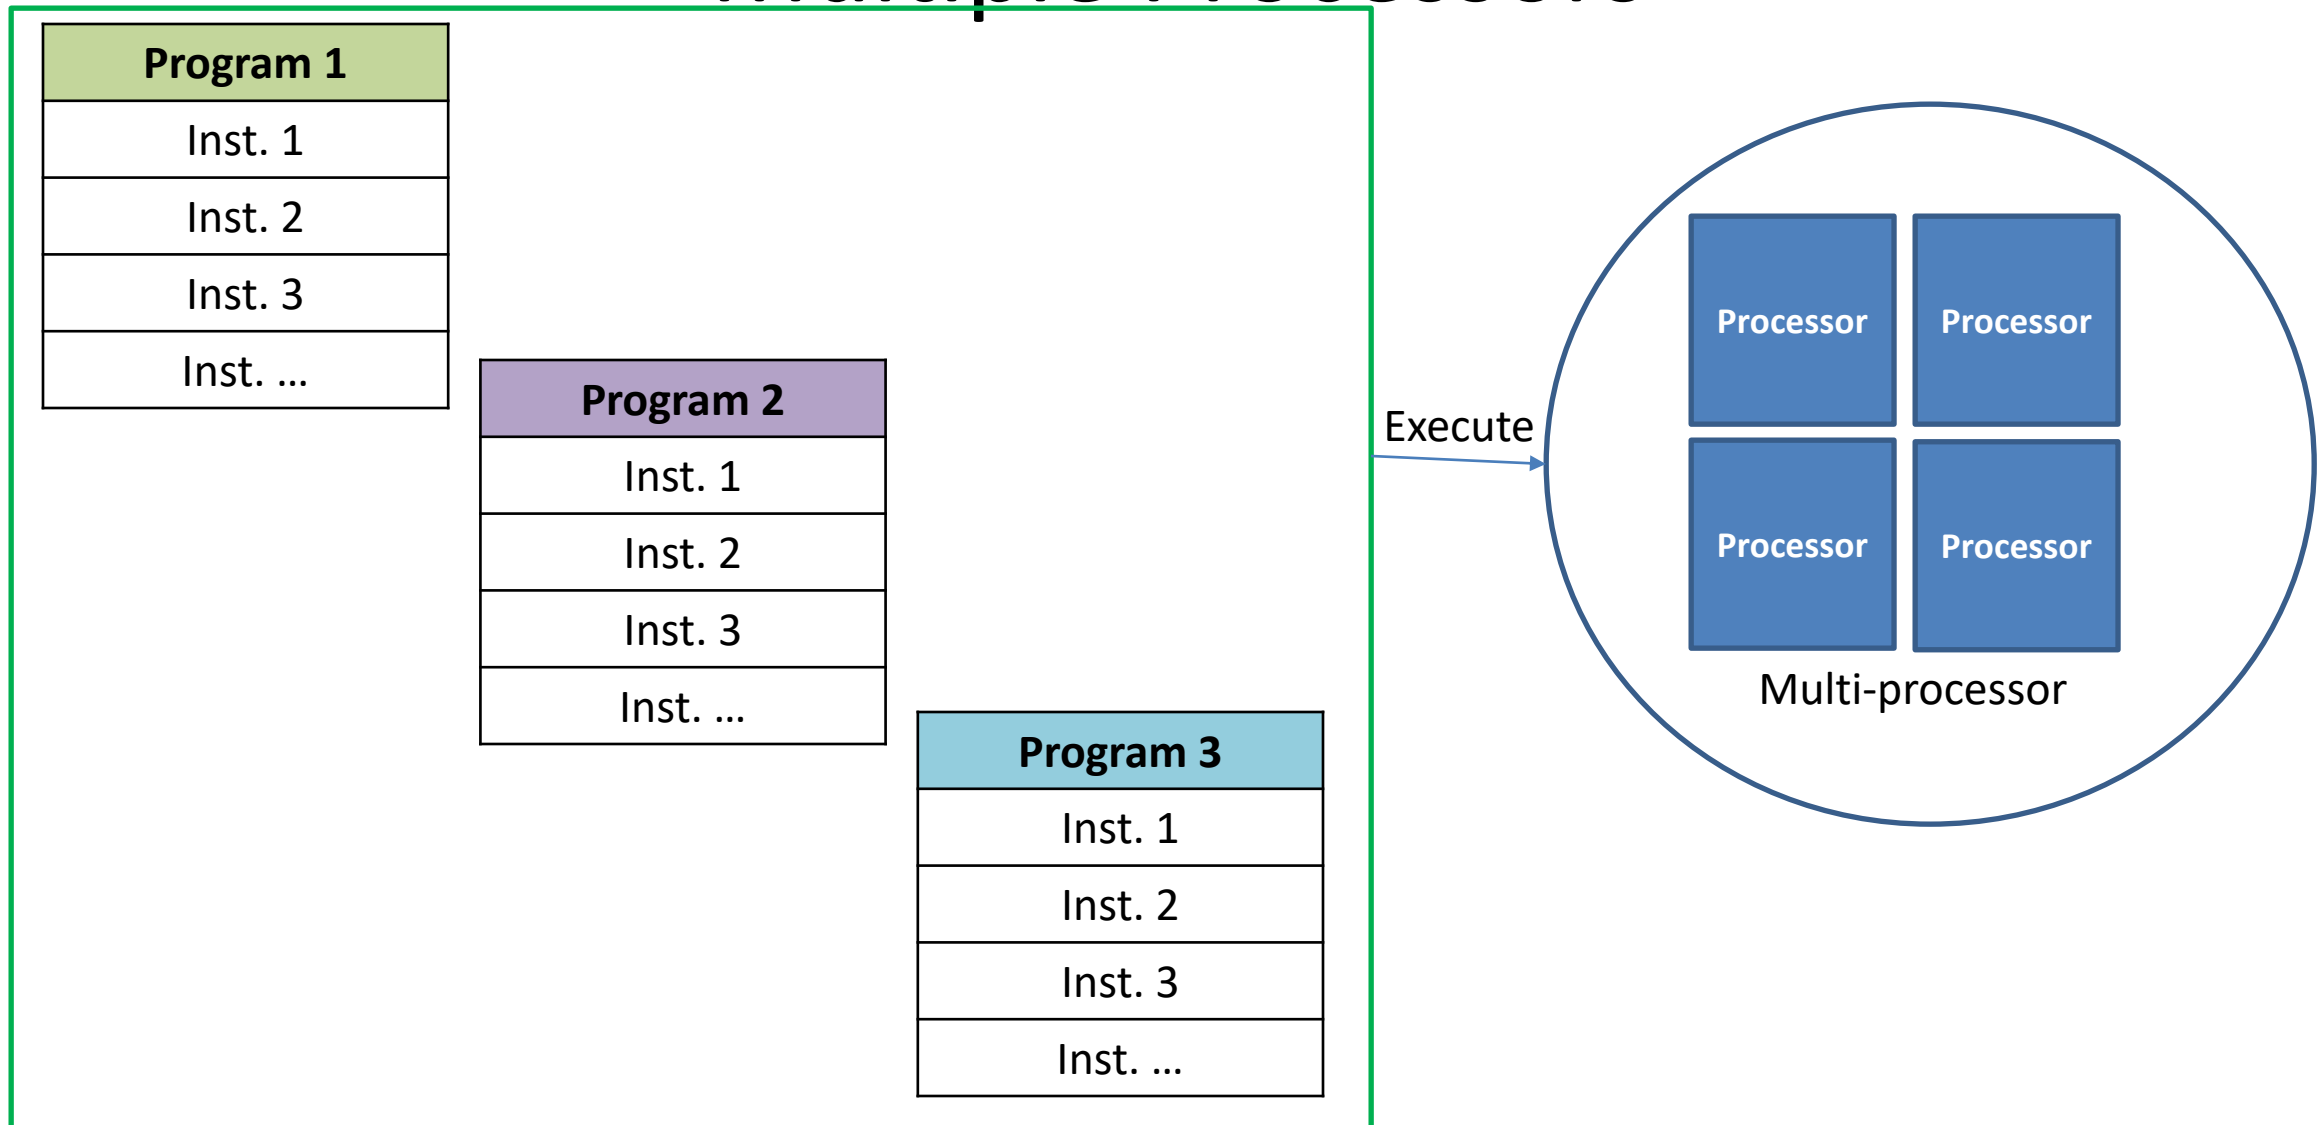 Program 1
Inst. 1
Inst. 2
Inst. 3
Inst. ...
Program 2
Inst. 1
Inst. 2
Inst. 3
Inst. ...
Program 3
Inst. 1
Inst. 2
Inst. 3
Inst. ...
Execute
Processor Processor
Processor Processor
Multi-processor